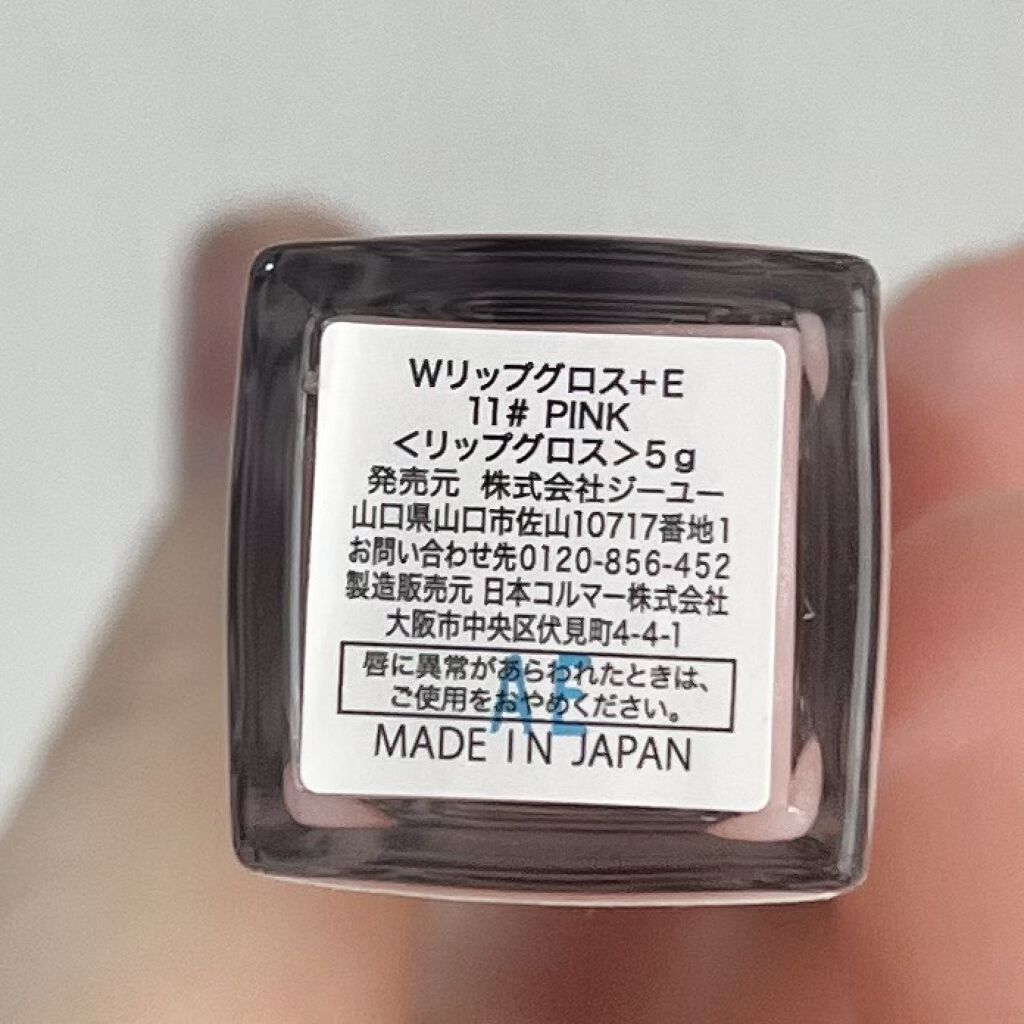 Wリップグロス＋E
11# PINK
＜リップグロス＞5g
発売元 株式会社ジーユー
山口県山口市佐山10717番地1
お問い合わせ先0120-856-452
製造販売元 日本コルマー株式会社
大阪市中央区伏見町4-4-1
唇に異常があらわれたときは、
ご使用をおやめください。
AE
MADE IN JAPAN